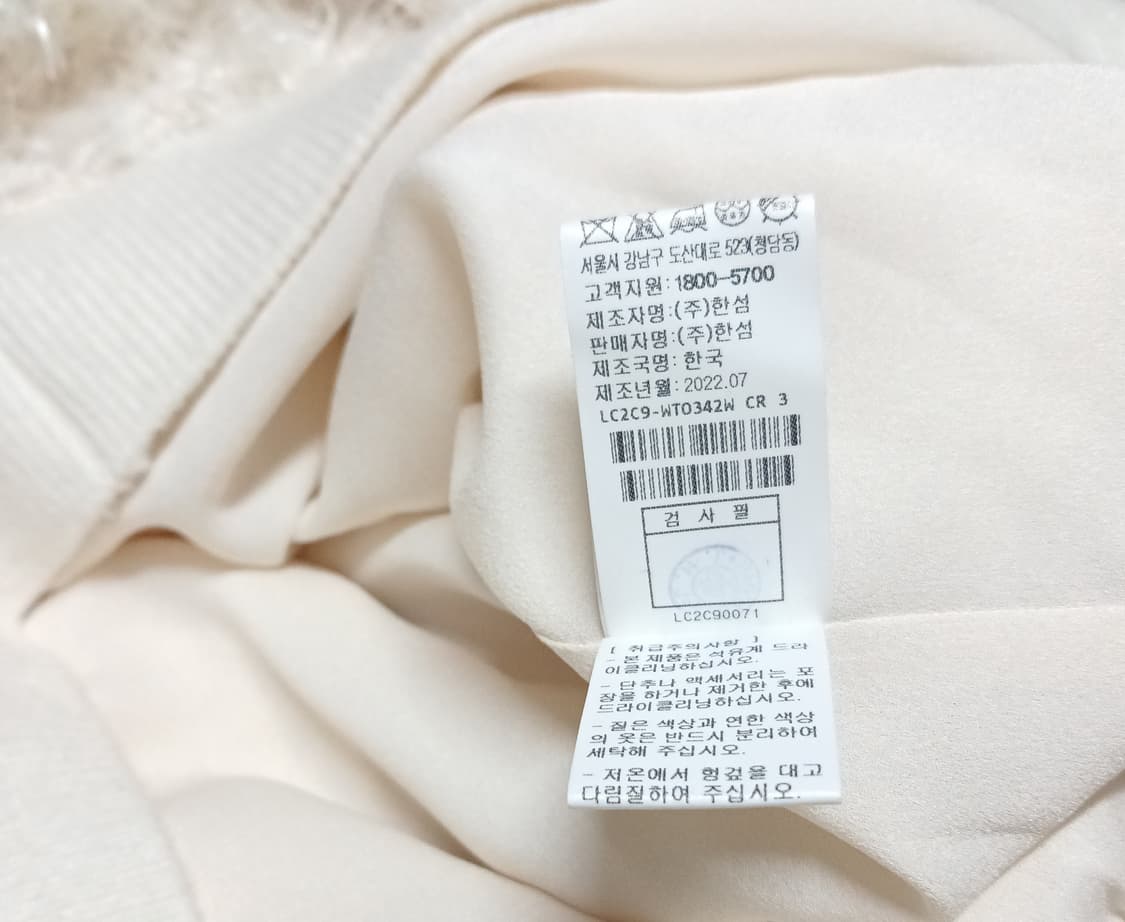 서울시 강남구 도산대로 523(청담동)
고객지원:1800-5700
제조자명:(주)한섬
판매자명:(주)한섬
제조국명:한국
제조년월:2022.07
LC2C9-WTO342W CR 3
검 사 필
LC2C90071
[ 취급주의사항 ]
- 본 제품은 석유계 드라
이클리닝하십시오.
- 단추나 액세서리는 포
장을 하거나 제거한 후에
드라이클리닝하십시오.
- 짙은 색상과 연한 색상
의 옷은 반드시 분리하여
세탁해 주십시오.
- 저온에서 헝겊을 대고
다림질하여 주십시오.